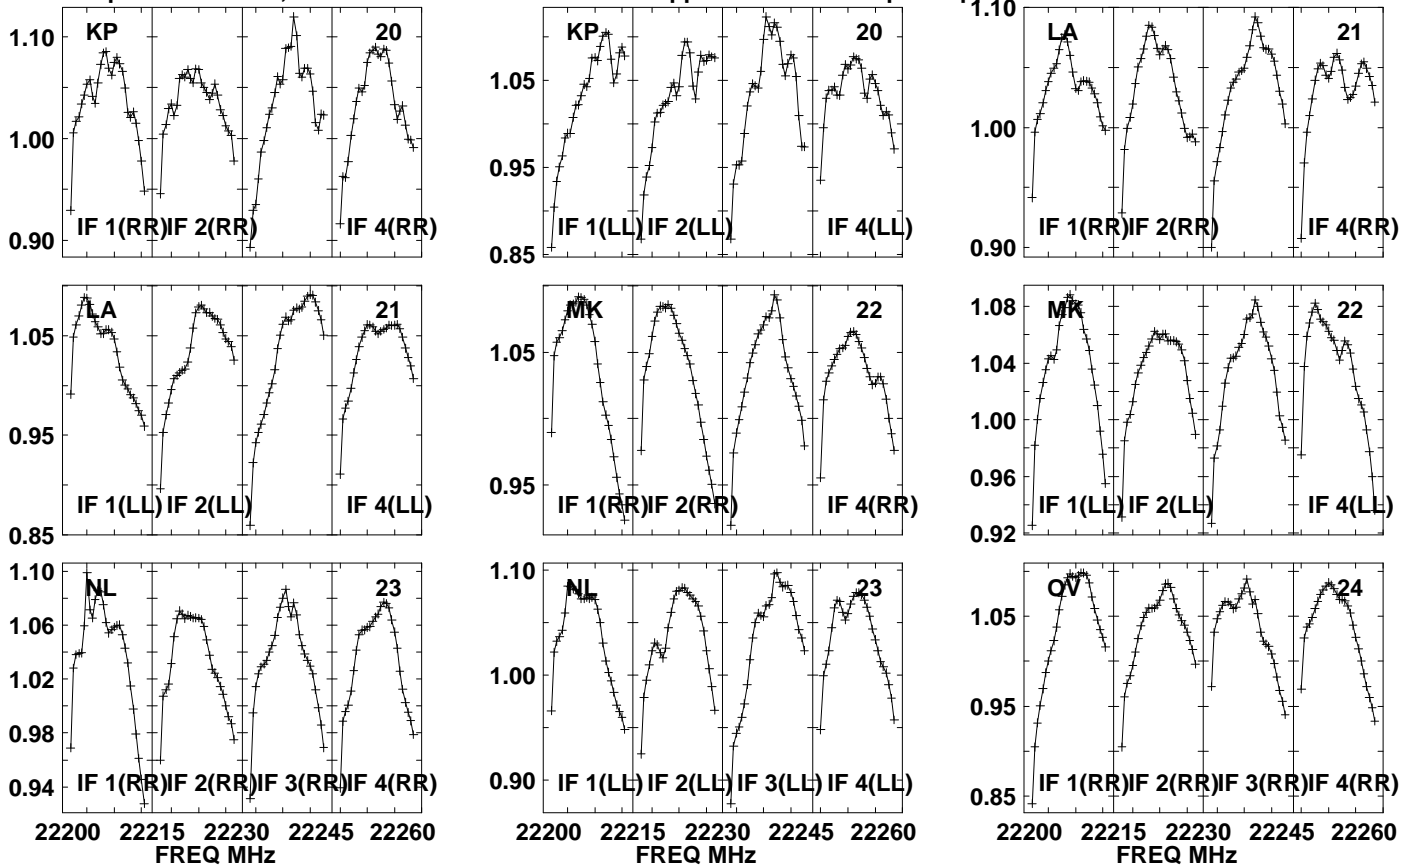 KP 20
1.10
1.00
0.90
IF 1(RR) IF 2(RR) IF 4(RR)
KP 20
1.05
0.95
0.85
IF 1(LL) IF 2(LL) IF 4(LL)
LA 21
1.10
1.00
0.90
IF 1(RR) IF 2(RR) IF 4(RR)
LA 21
1.05
0.95
0.85
IF 1(LL) IF 2(LL) IF 4(LL)
MK 22
1.05
0.95
IF 1(RR) IF 2(RR) IF 4(RR)
MK 22
1.08
1.04
1.00
0.96
0.92
IF 1(LL) IF 2(LL) IF 4(LL)
NL 23
1.10
1.06
1.02
0.98
0.94
IF 1(RR) IF 2(RR) IF 3(RR) IF 4(RR)
22200 22215 22230 22245 22260
FREQ MHz
NL 23
1.10
1.00
0.90
IF 1(LL) IF 2(LL) IF 3(LL) IF 4(LL)
22200 22215 22230 22245 22260
FREQ MHz
OV 24
1.05
0.95
0.85
IF 1(RR) IF 2(RR) IF 3(RR) IF 4(RR)
22200 22215 22230 22245 22260
FREQ MHz